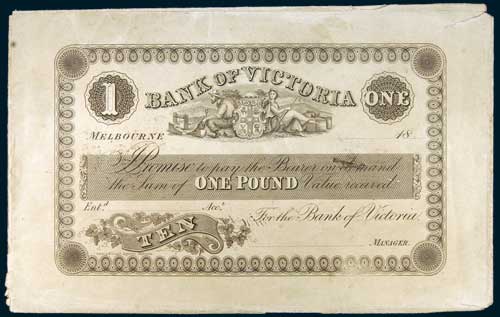 BANK OF VICTORIA
1 ONE
MELBOURNE 18
I Promise to pay the Bearer on demand
the Sum of ONE POUND Value received.
Ent.d Acc.t For the Bank of Victoria.
TEN
MANAGER.